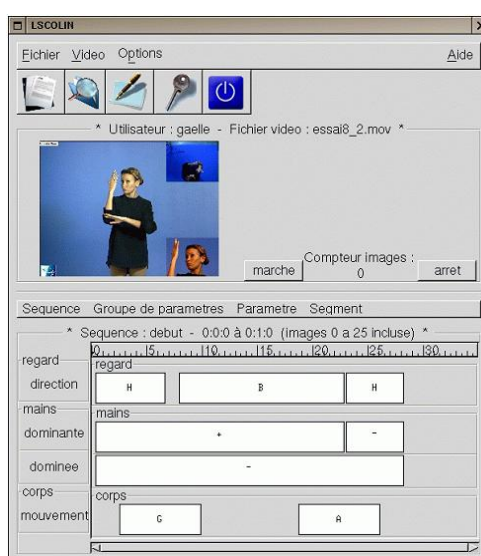 LSCOLIN
Fichier Video Options Aide
* Utilisateur : gaelle - Fichier video : essai8_2.mov *
Compteur images :
marche 0 arret
Sequence Groupe de parametres Parametre Segment
* Sequence : debut - 0:0:0 à 0:1:0 (images 0 a 25 incluse) *
0 5 10 15 20 25 30
regard regard
direction H B H
mains mains
dominante + -
dominee -
corps corps
mouvement G A